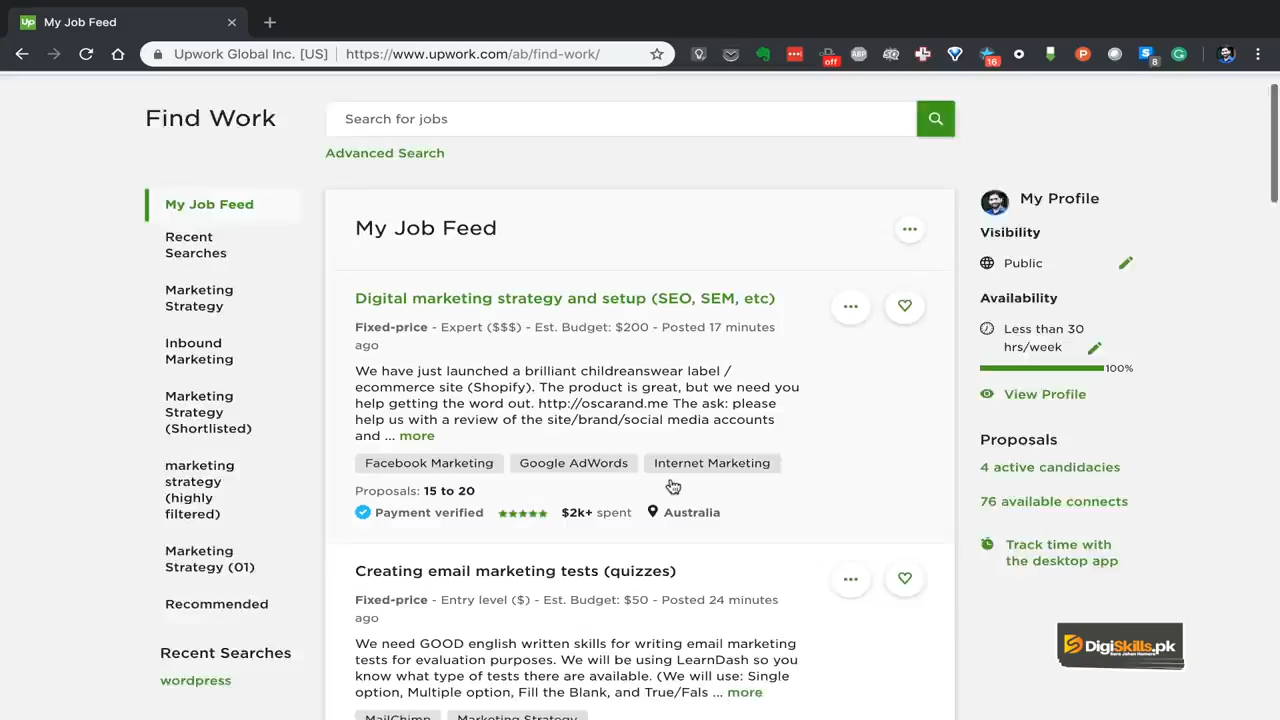 Up My Job Feed
Upwork Global Inc. [US] https://www.upwork.com/ab/find-work/
off
ABP
16
P
S 8
G
Find Work
Search for jobs
Advanced Search
My Job Feed
Recent
Searches
Marketing
Strategy
Inbound
Marketing
Marketing
Strategy
(Shortlisted)
marketing
strategy
(highly
filtered)
Marketing
Strategy (01)
Recommended
Recent Searches
wordpress
My Job Feed
Digital marketing strategy and setup (SEO, SEM, etc)
Fixed-price - Expert ($$$) - Est. Budget: $200 - Posted 17 minutes
ago
We have just launched a brilliant childreanswear label /
ecommerce site (Shopify). The product is great, but we need you
help getting the word out. http://oscarand.me The ask: please
help us with a review of the site/brand/social media accounts
and ... more
Facebook Marketing Google AdWords Internet Marketing
Proposals: 15 to 20
Payment verified $2k+ spent Australia
Creating email marketing tests (quizzes)
Fixed-price - Entry level ($) - Est. Budget: $50 - Posted 24 minutes
ago
We need GOOD english written skills for writing email marketing
tests for evaluation purposes. We will be using LearnDash so you
know what type of tests there are available. (We will use: Single
option, Multiple option, Fill the Blank, and True/Fals ... more
MailChimp Marketing Strategy
My Profile
Visibility
Public
Availability
Less than 30
hrs/week
100%
View Profile
Proposals
4 active candidacies
76 available connects
Track time with
the desktop app
DigiSkills.pk